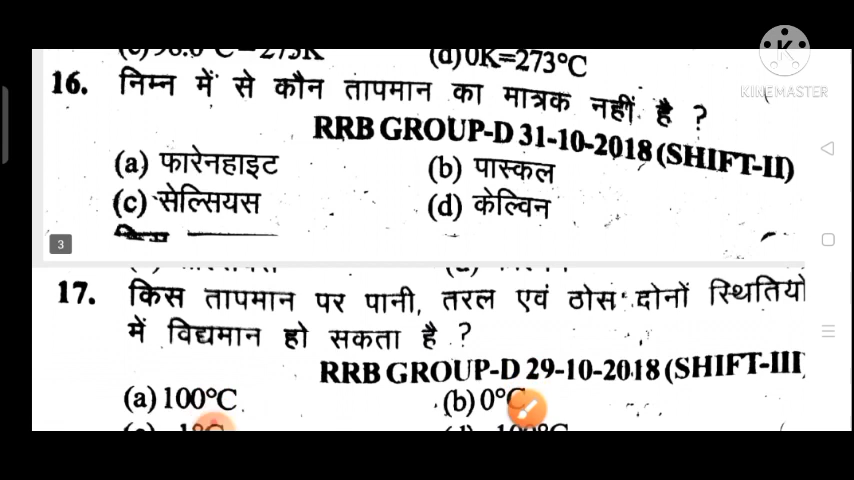 (d) 0K=273°C
KINEMASTER
16. निम्न में से कौन तापमान का मात्रक नहीं है ?
RRB GROUP-D 31-10-2018 (SHIFT-II)
(a) फारेनहाइट (b) पास्कल
(c) सेल्सियस (d) केल्विन
3
17. किस तापमान पर पानी, तरल एवं ठोस दोनों स्थितियो
में विद्यमान हो सकता है ?
RRB GROUP-D 29-10-2018 (SHIFT-III
(a) 100°C (b) 0°C